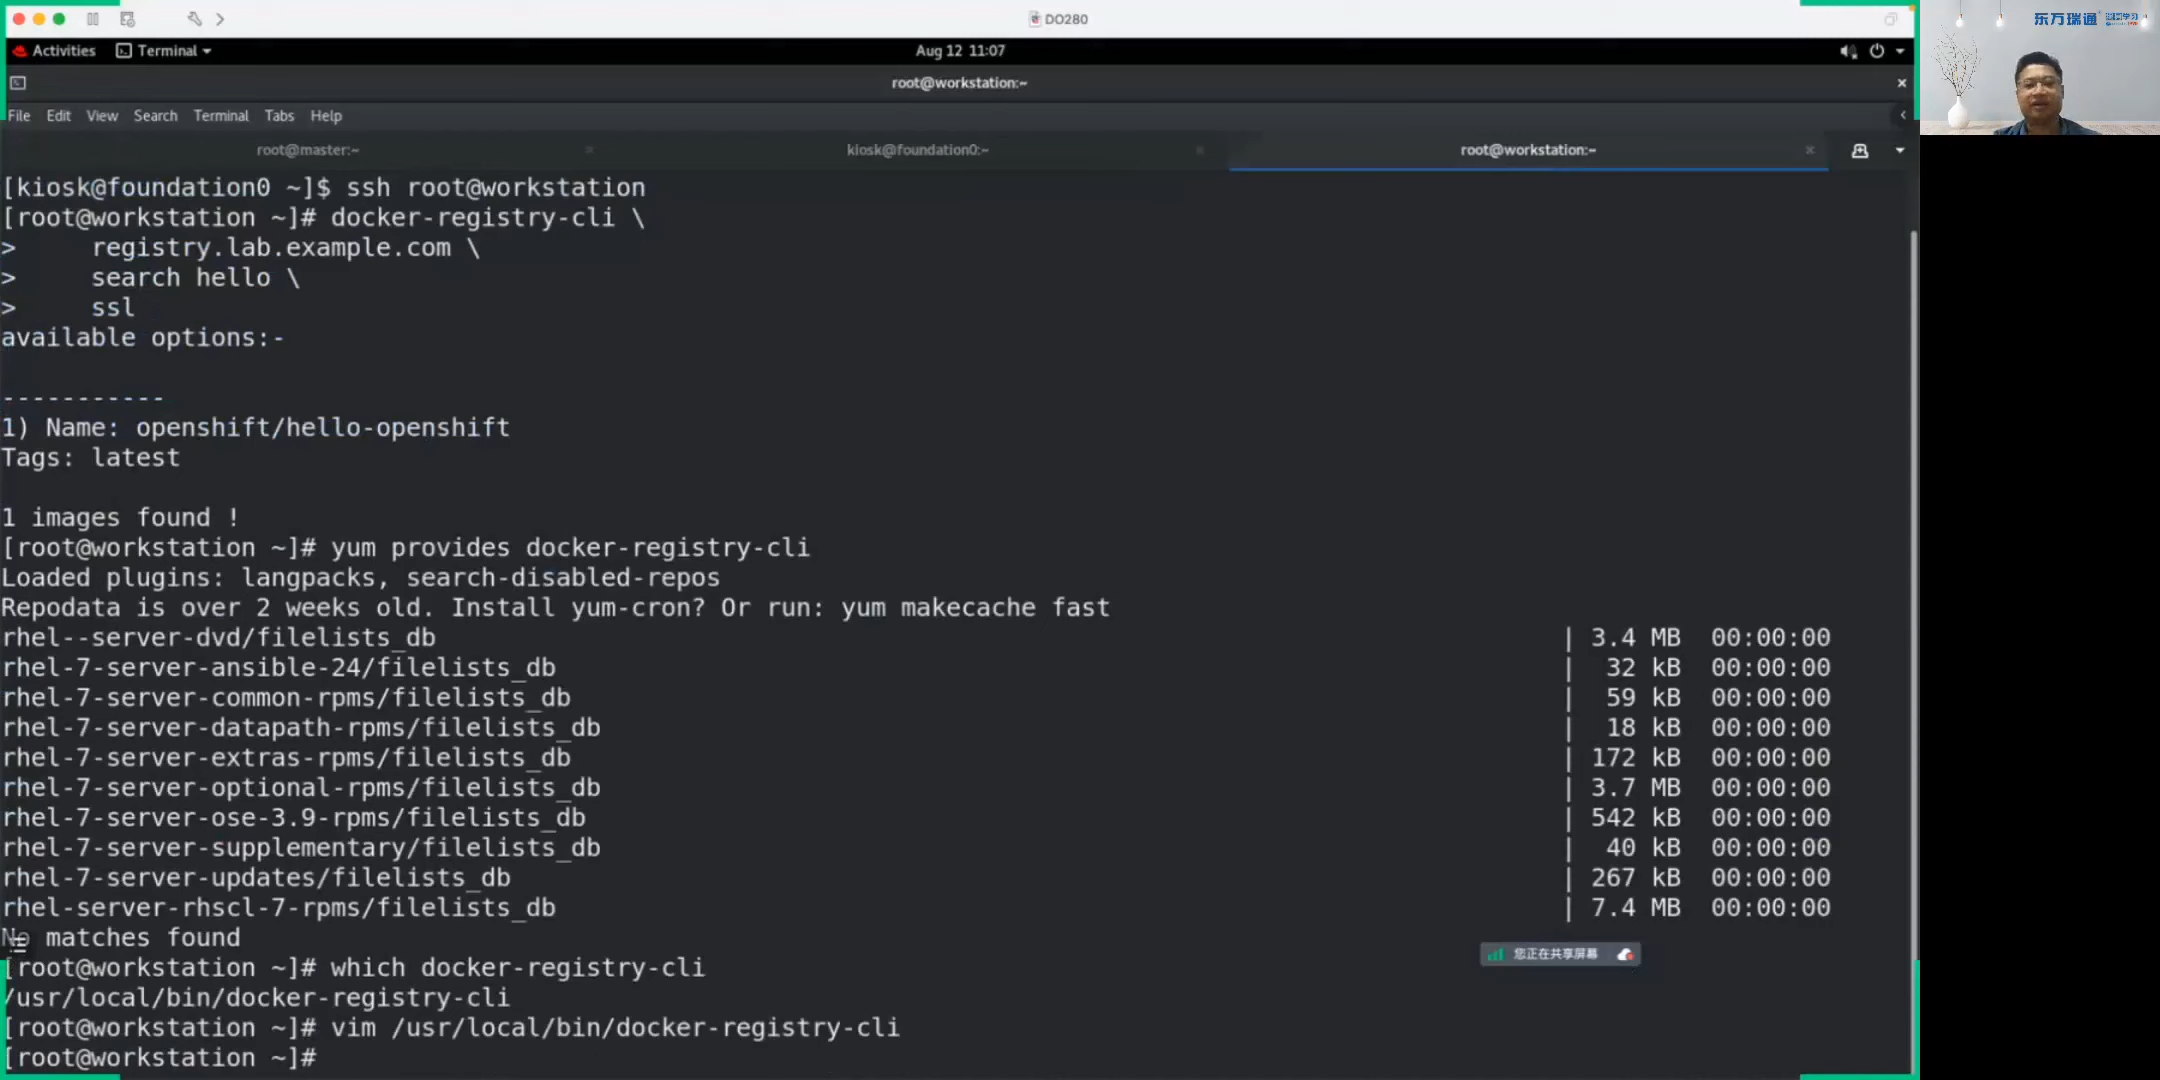 DO280
Activities
Terminal
Aug 12 11:07
root@workstation:~
File Edit View Search Terminal Tabs Help
root@master:~
kiosk@foundation0:~
root@workstation:~
[kiosk@foundation0 ~]$ ssh root@workstation
[root@workstation ~]# docker-registry-cli \
> registry.lab.example.com \
> search hello \
> ssl
available options:-
-----------
1) Name: openshift/hello-openshift
Tags: latest
1 images found !
[root@workstation ~]# yum provides docker-registry-cli
Loaded plugins: langpacks, search-disabled-repos
Repodata is over 2 weeks old. Install yum-cron? Or run: yum makecache fast
rhel--server-dvd/filelists_db | 3.4 MB 00:00:00
rhel-7-server-ansible-24/filelists_db | 32 kB 00:00:00
rhel-7-server-common-rpms/filelists_db | 59 kB 00:00:00
rhel-7-server-datapath-rpms/filelists_db | 18 kB 00:00:00
rhel-7-server-extras-rpms/filelists_db | 172 kB 00:00:00
rhel-7-server-optional-rpms/filelists_db | 3.7 MB 00:00:00
rhel-7-server-ose-3.9-rpms/filelists_db | 542 kB 00:00:00
rhel-7-server-supplementary/filelists_db | 40 kB 00:00:00
rhel-7-server-updates/filelists_db | 267 kB 00:00:00
rhel-server-rhscl-7-rpms/filelists_db | 7.4 MB 00:00:00
No matches found
[root@workstation ~]# which docker-registry-cli
/usr/local/bin/docker-registry-cli
[root@workstation ~]# vim /usr/local/bin/docker-registry-cli
[root@workstation ~]#
您正在共享屏幕
东方瑞通